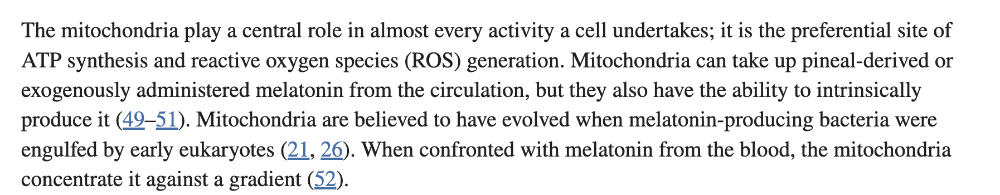 The mitochondria play a central role in almost every activity a cell undertakes; it is the preferential site of
ATP synthesis and reactive oxygen species (ROS) generation. Mitochondria can take up pineal-derived or
exogenously administered melatonin from the circulation, but they also have the ability to intrinsically
produce it (49–51). Mitochondria are believed to have evolved when melatonin-producing bacteria were
engulfed by early eukaryotes (21, 26). When confronted with melatonin from the blood, the mitochondria
concentrate it against a gradient (52).